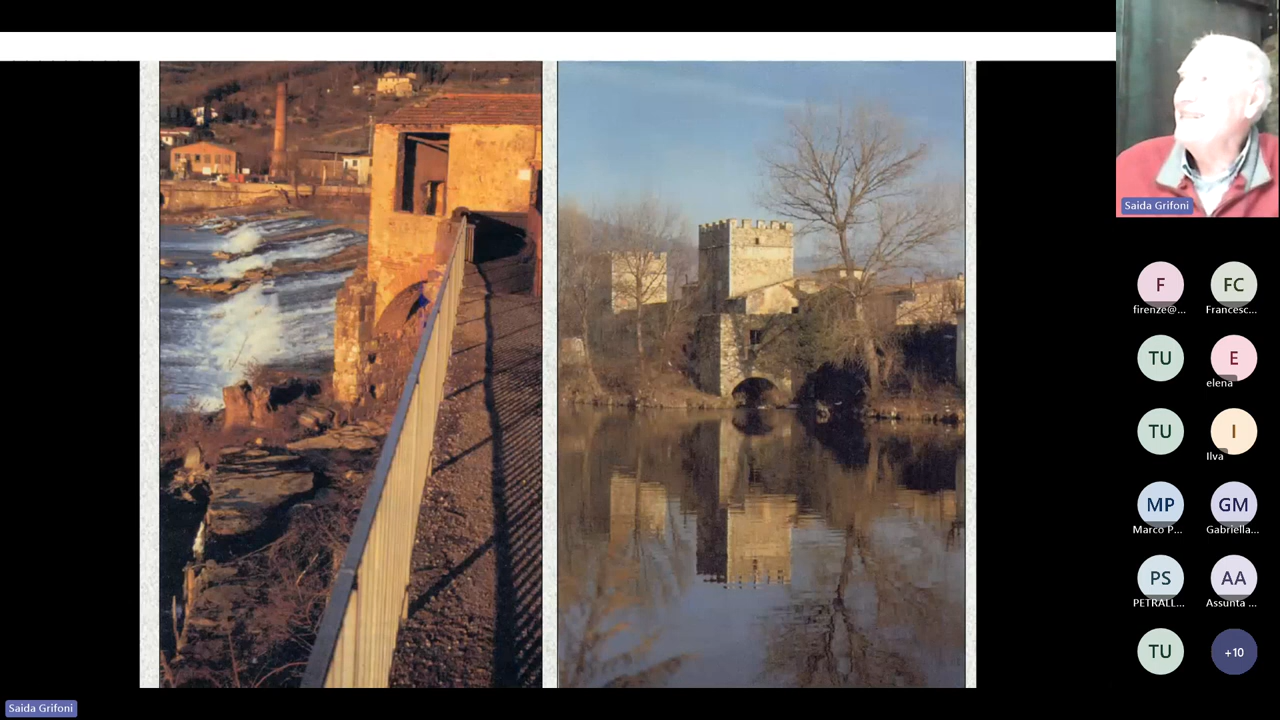 Saida Grifoni
F
FC
firenze@...
Francesc...
TU
E
elena
TU
I
Ilva
MP
GM
Marco P...
Gabriella...
PS
AA
PETRALL...
Assunta ...
TU
+10
Saida Grifoni